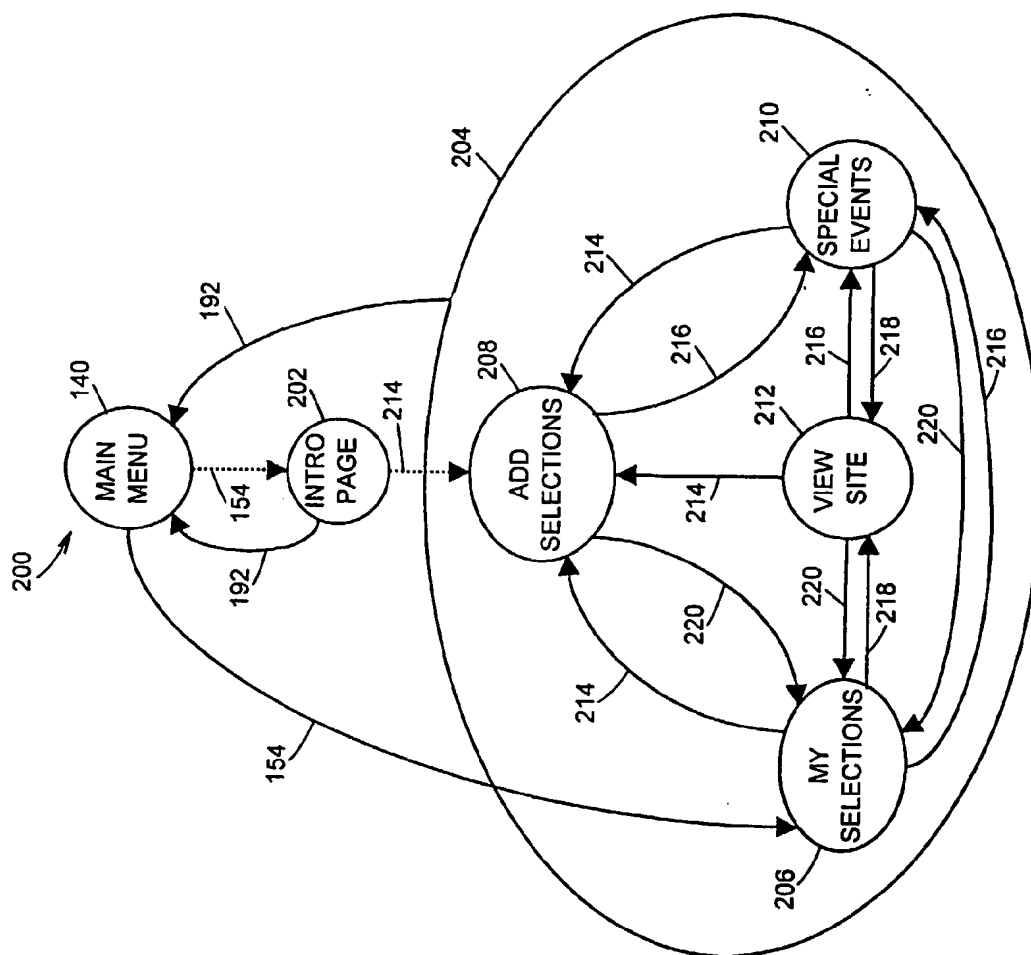 200
140
MAIN
MENU
192
154
202
INTRO
PAGE
192
214
204
154
208
ADD
SELECTIONS
214
216
214
220
214
210
SPECIAL
EVENTS
212
VIEW
SITE
216
218
220
218
206
MY
SELECTIONS
220
216